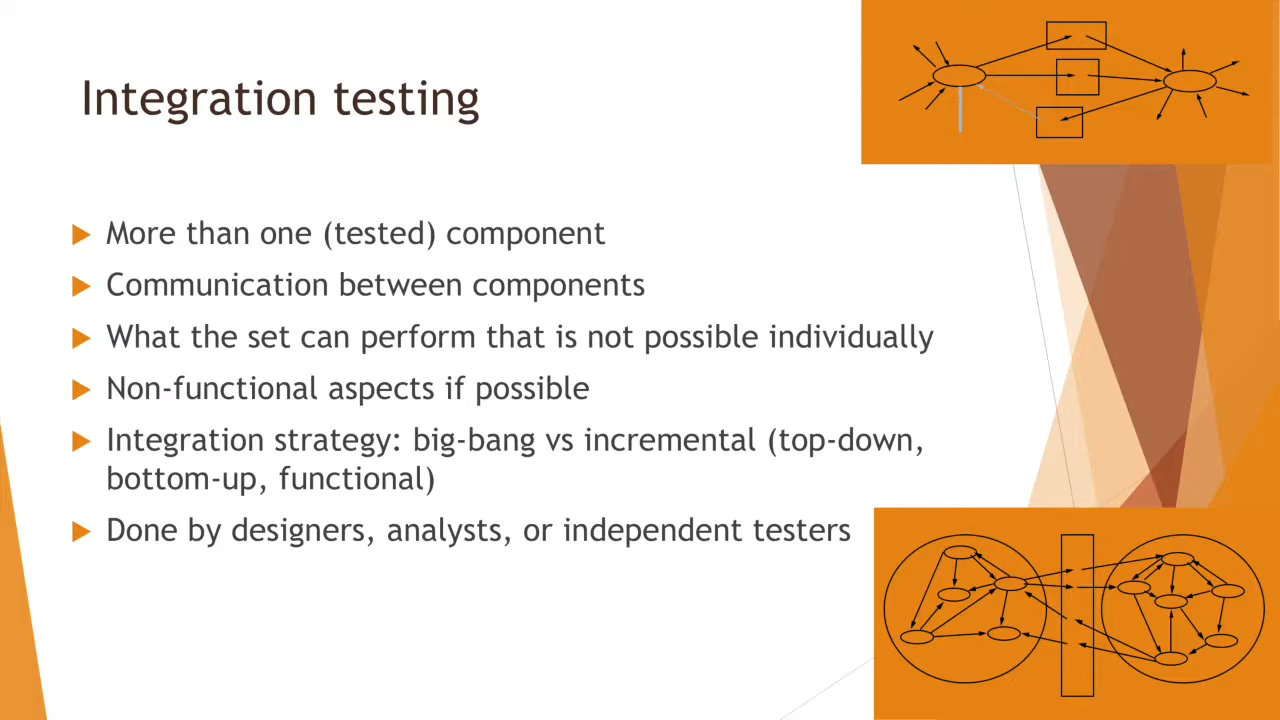 Integration testing
More than one (tested) component
Communication between components
What the set can perform that is not possible individually
Non-functional aspects if possible
Integration strategy: big-bang vs incremental (top-down,
bottom-up, functional)
Done by designers, analysts, or independent testers